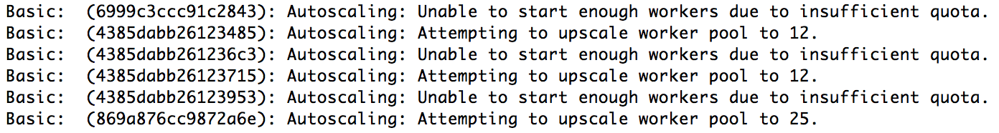 Basic:  (6999c3ccc91c2843): Autoscaling: Unable to start enough workers due to insufficient quota.
Basic:  (4385dabb26123485): Autoscaling: Attempting to upscale worker pool to 12.
Basic:  (4385dabb261236c3): Autoscaling: Unable to start enough workers due to insufficient quota.
Basic:  (4385dabb26123715): Autoscaling: Attempting to upscale worker pool to 12.
Basic:  (4385dabb26123953): Autoscaling: Unable to start enough workers due to insufficient quota.
Basic:  (869a876cc9872a6e): Autoscaling: Attempting to upscale worker pool to 25.